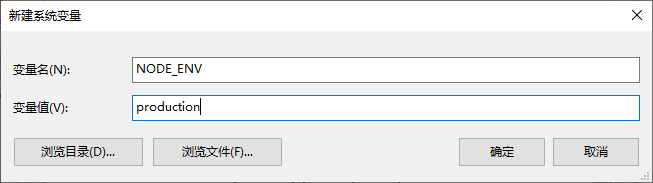 新建系统变量
变量名(N): NODE_ENV
变量值(V): production
浏览目录(D)... 浏览文件(F)... 确定 取消